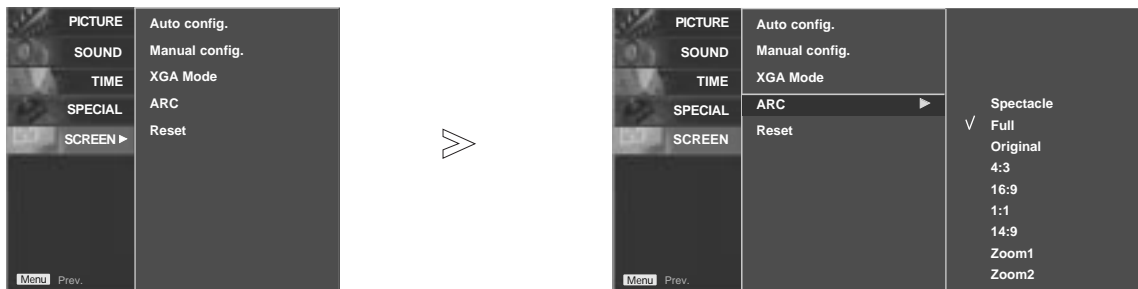 PICTURE
SOUND
TIME
SPECIAL
SCREEN ▶
Auto config.
Manual config.
XGA Mode
ARC
Reset
Menu Prev.
>
PICTURE
SOUND
TIME
SPECIAL
SCREEN
Auto config.
Manual config.
XGA Mode
ARC ▶
Reset
Spectacle
√ Full
Original
4:3
16:9
1:1
14:9
Zoom1
Zoom2
Menu Prev.